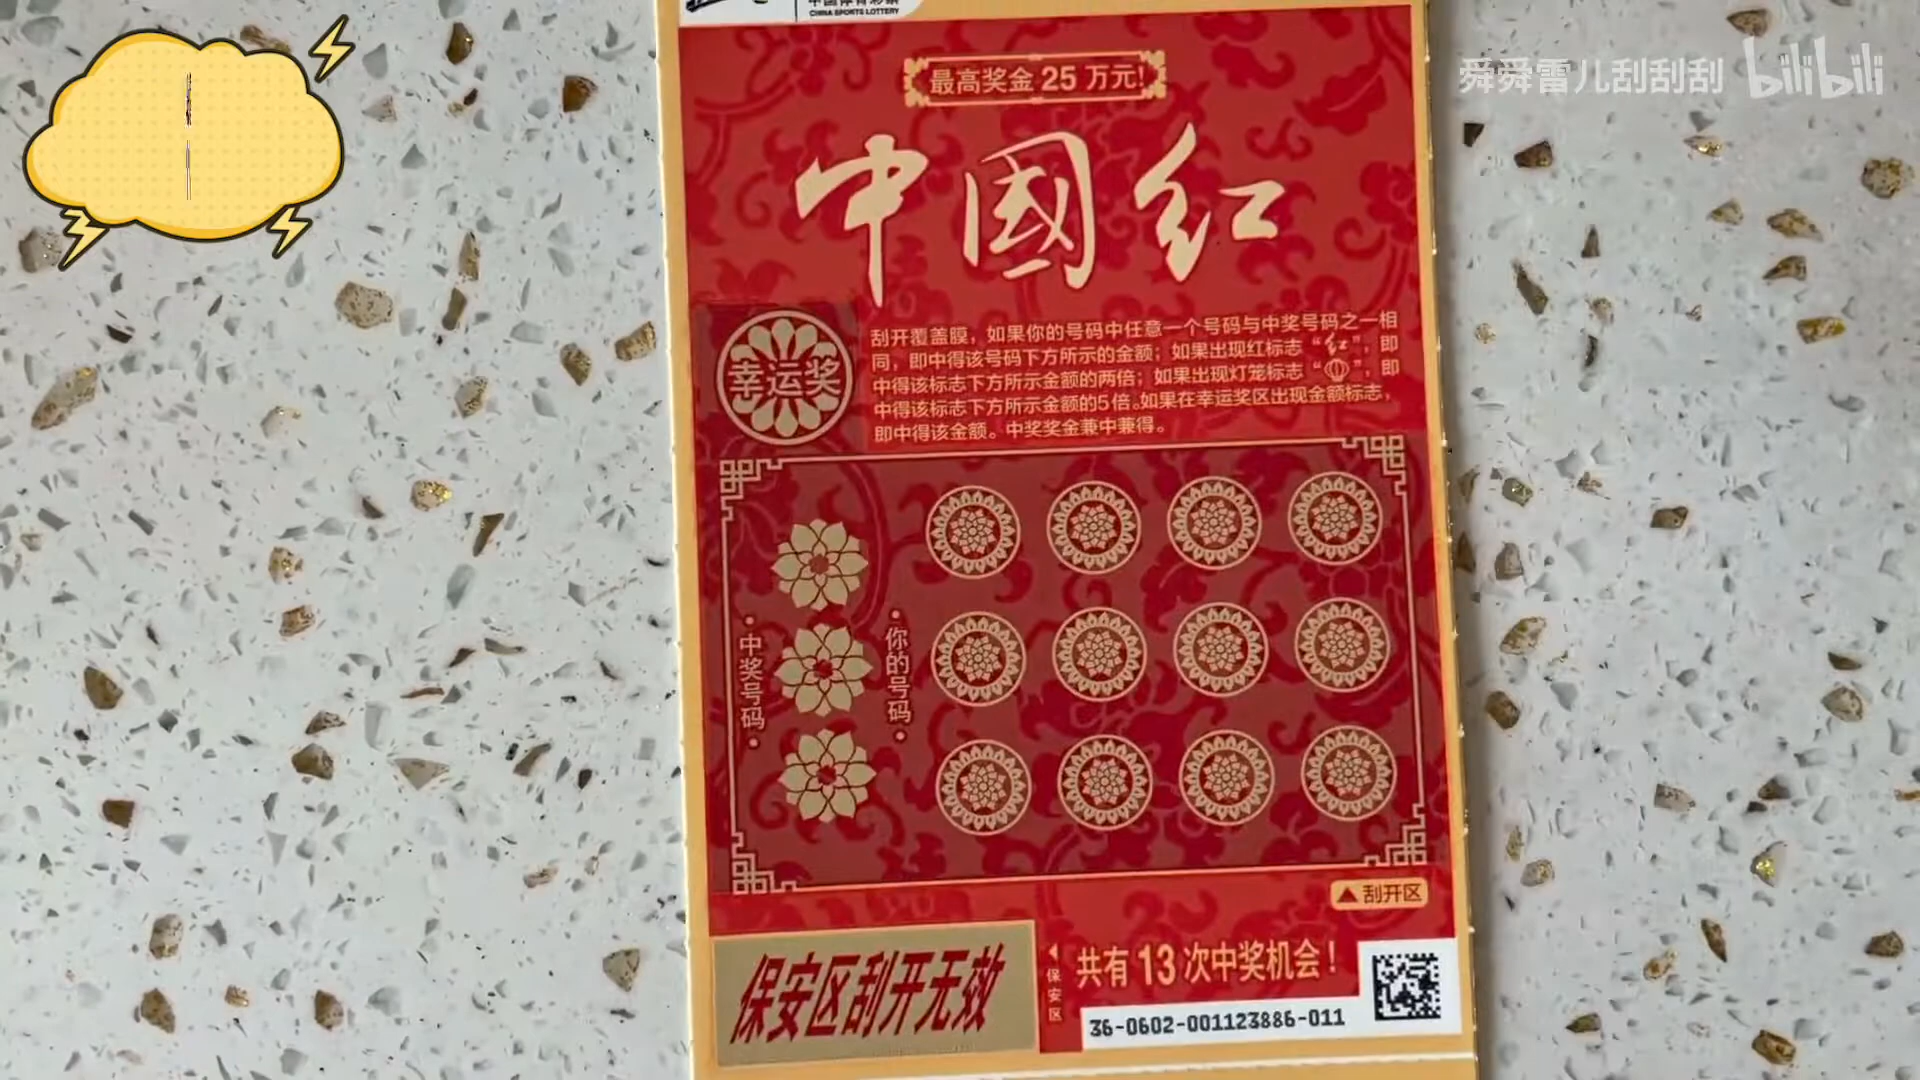 CHINA SPORTS LOTTERY
舜舜雷儿刮刮刮 bilibili
最高奖金 25 万元!
中國红
幸运奖
刮开覆盖膜，如果你的号码中任意一个号码与中奖号码之一相
同，即中得该号码下方所示的金额；如果出现红标志“红”，即
中得该标志下方所示金额的两倍；如果出现灯笼标志“”，即
中得该标志下方所示金额的5倍。如果在幸运奖区出现金额标志，
即中得该金额。中奖奖金兼中兼得。
中奖号码
你的号码
▲刮开区
保安区刮开无效
保安区
共有 13 次中奖机会！
36-0602-001123886-011